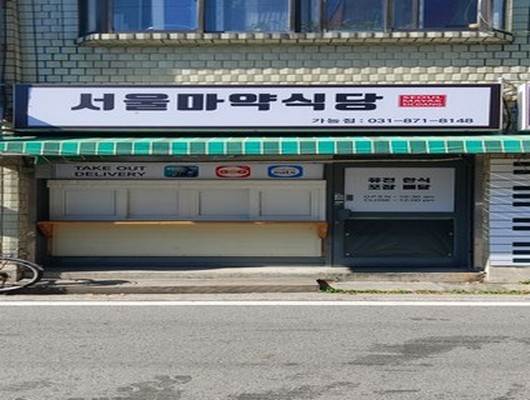 서울마약식당
SEOUL
MAYAK
SICDANG
가능점 : 031-871-8148
TAKE OUT
DELIVERY
퓨전 한식
포장 배달